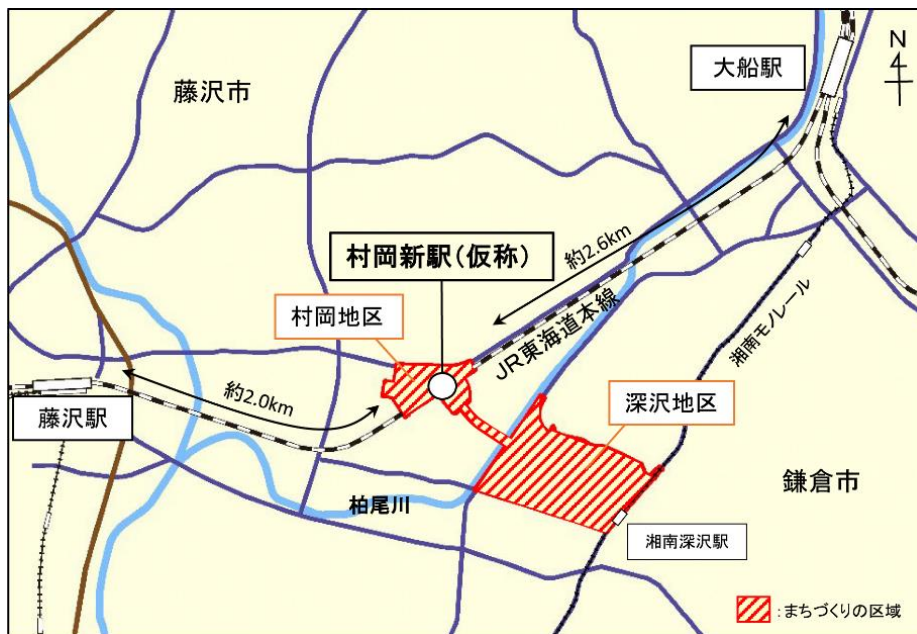 大船駅
N
藤沢市
村岡新駅(仮称)
約2.6km
村岡地区
JR東海道本線
湘南モノレール
約2.0km
藤沢駅
深沢地区
鎌倉市
柏尾川
湘南深沢駅
:まちづくりの区域